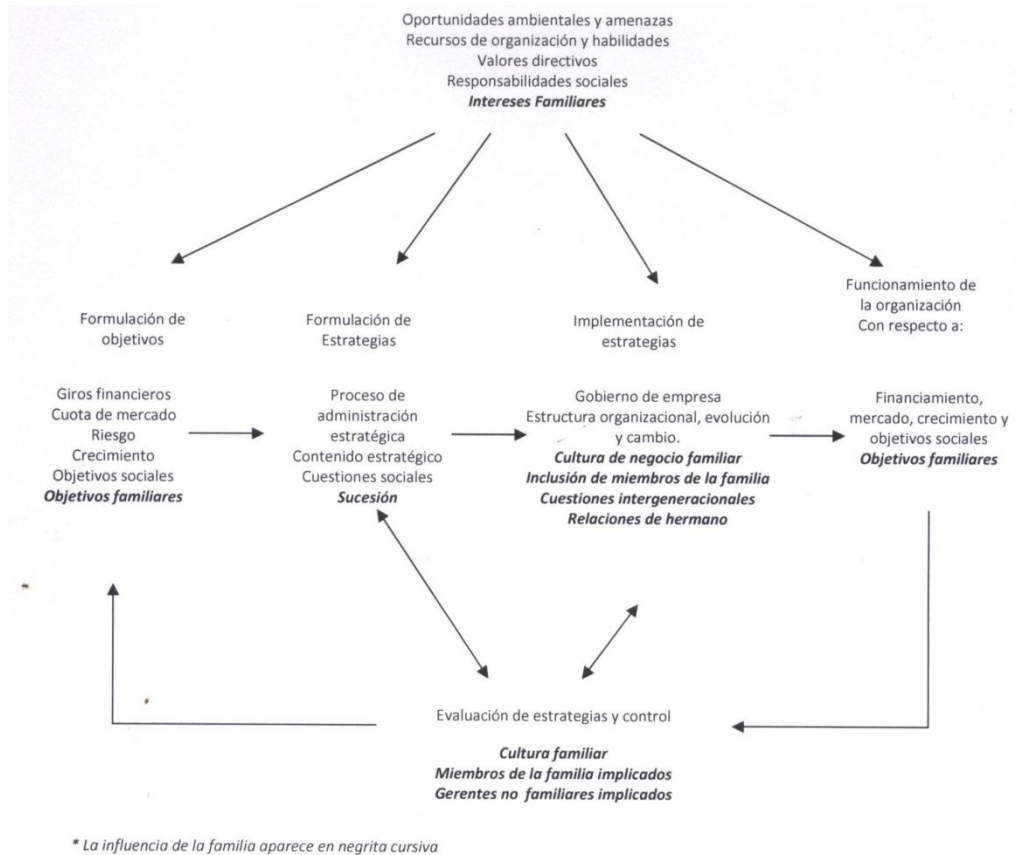 Oportunidades ambientales y amenazas
Recursos de organización y habilidades
Valores directivos
Responsabilidades sociales
Intereses Familiares
Formulación de
objetivos
Formulación de
Estrategias
Implementación de
estrategias
Funcionamiento de
la organización
Con respecto a:
Giros financieros
Cuota de mercado
Riesgo
Crecimiento
Objetivos sociales
Objetivos familiares
Proceso de
administración
estratégica
Contenido estratégico
Cuestiones sociales
Sucesión
Gobierno de empresa
Estructura organizacional, evolución
y cambio.
Cultura de negocio familiar
Inclusión de miembros de la familia
Cuestiones intergeneracionales
Relaciones de hermano
Financiamiento,
mercado, crecimiento y
objetivos sociales
Objetivos familiares
Evaluación de estrategias y control
Cultura familiar
Miembros de la familia implicados
Gerentes no familiares implicados
* La influencia de la familia aparece en negrita cursiva